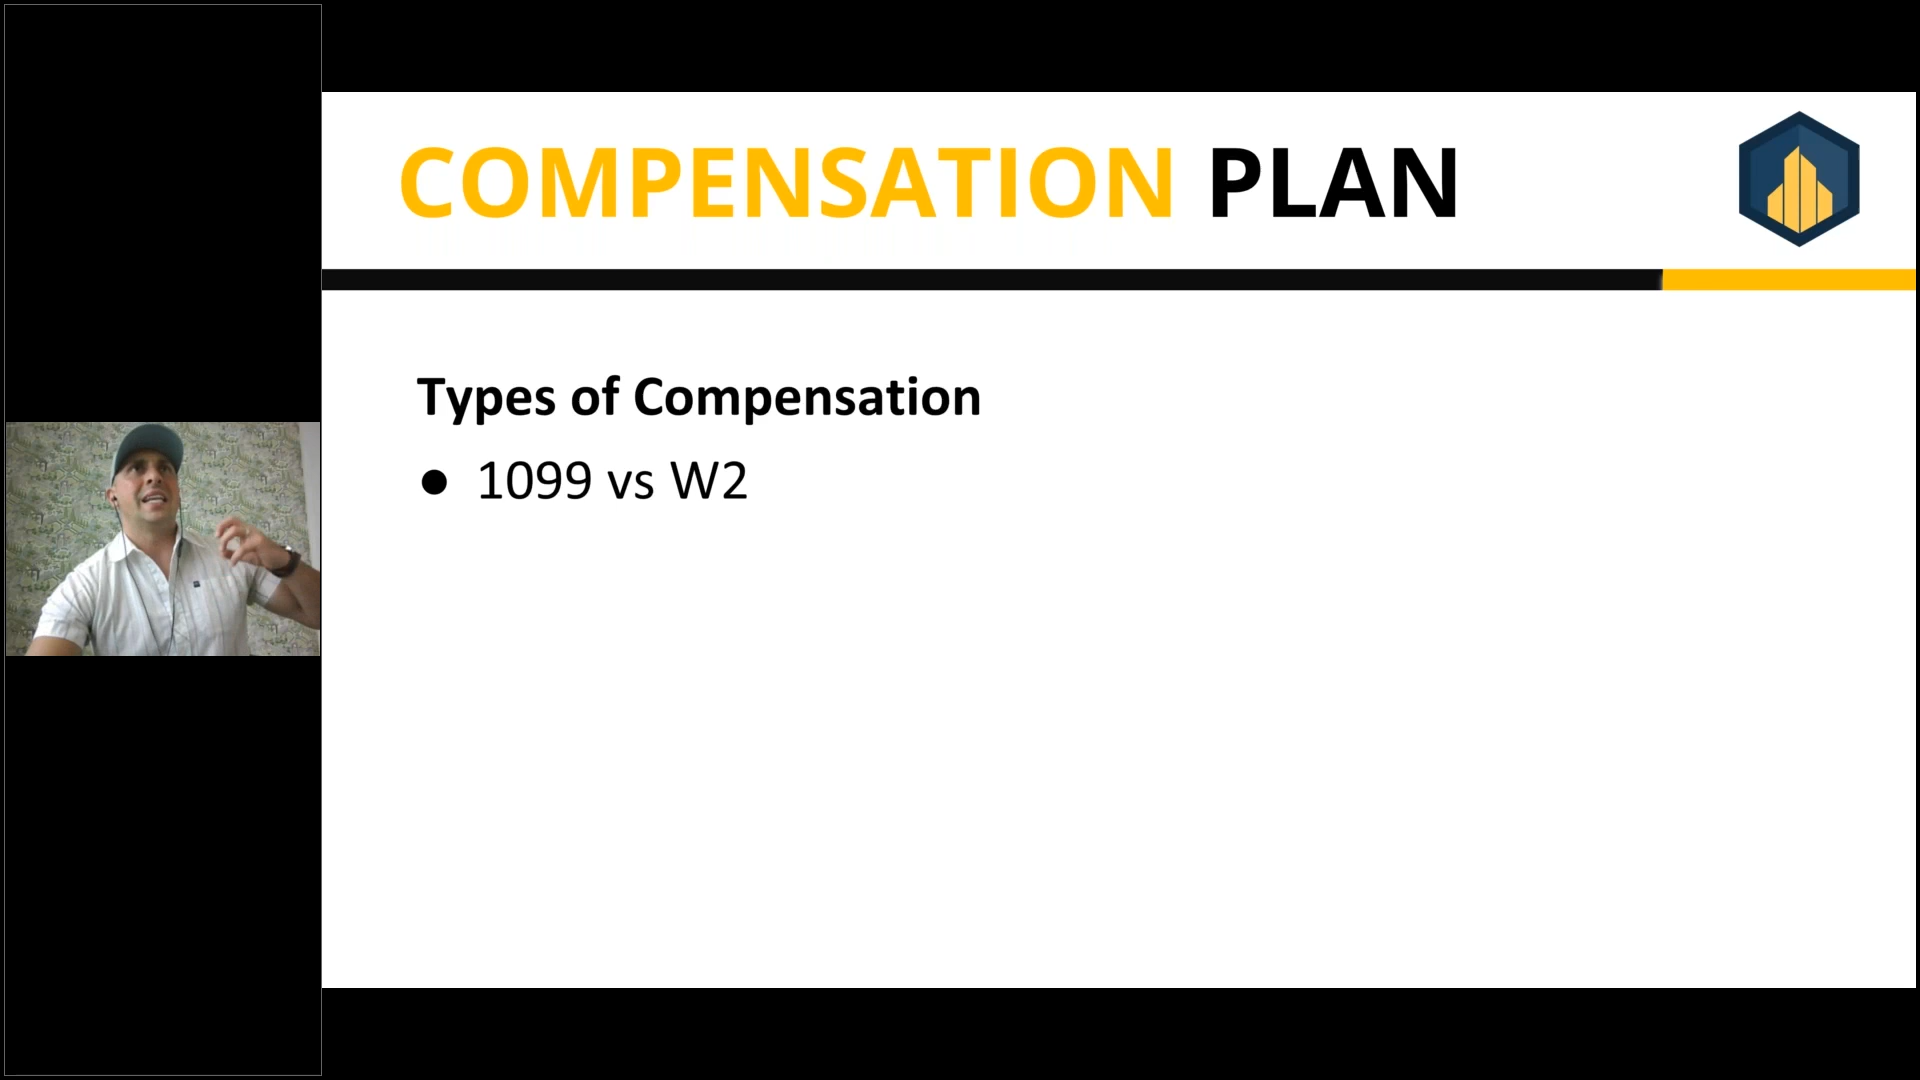 COMPENSATION PLAN
Types of Compensation
● 1099 vs W2